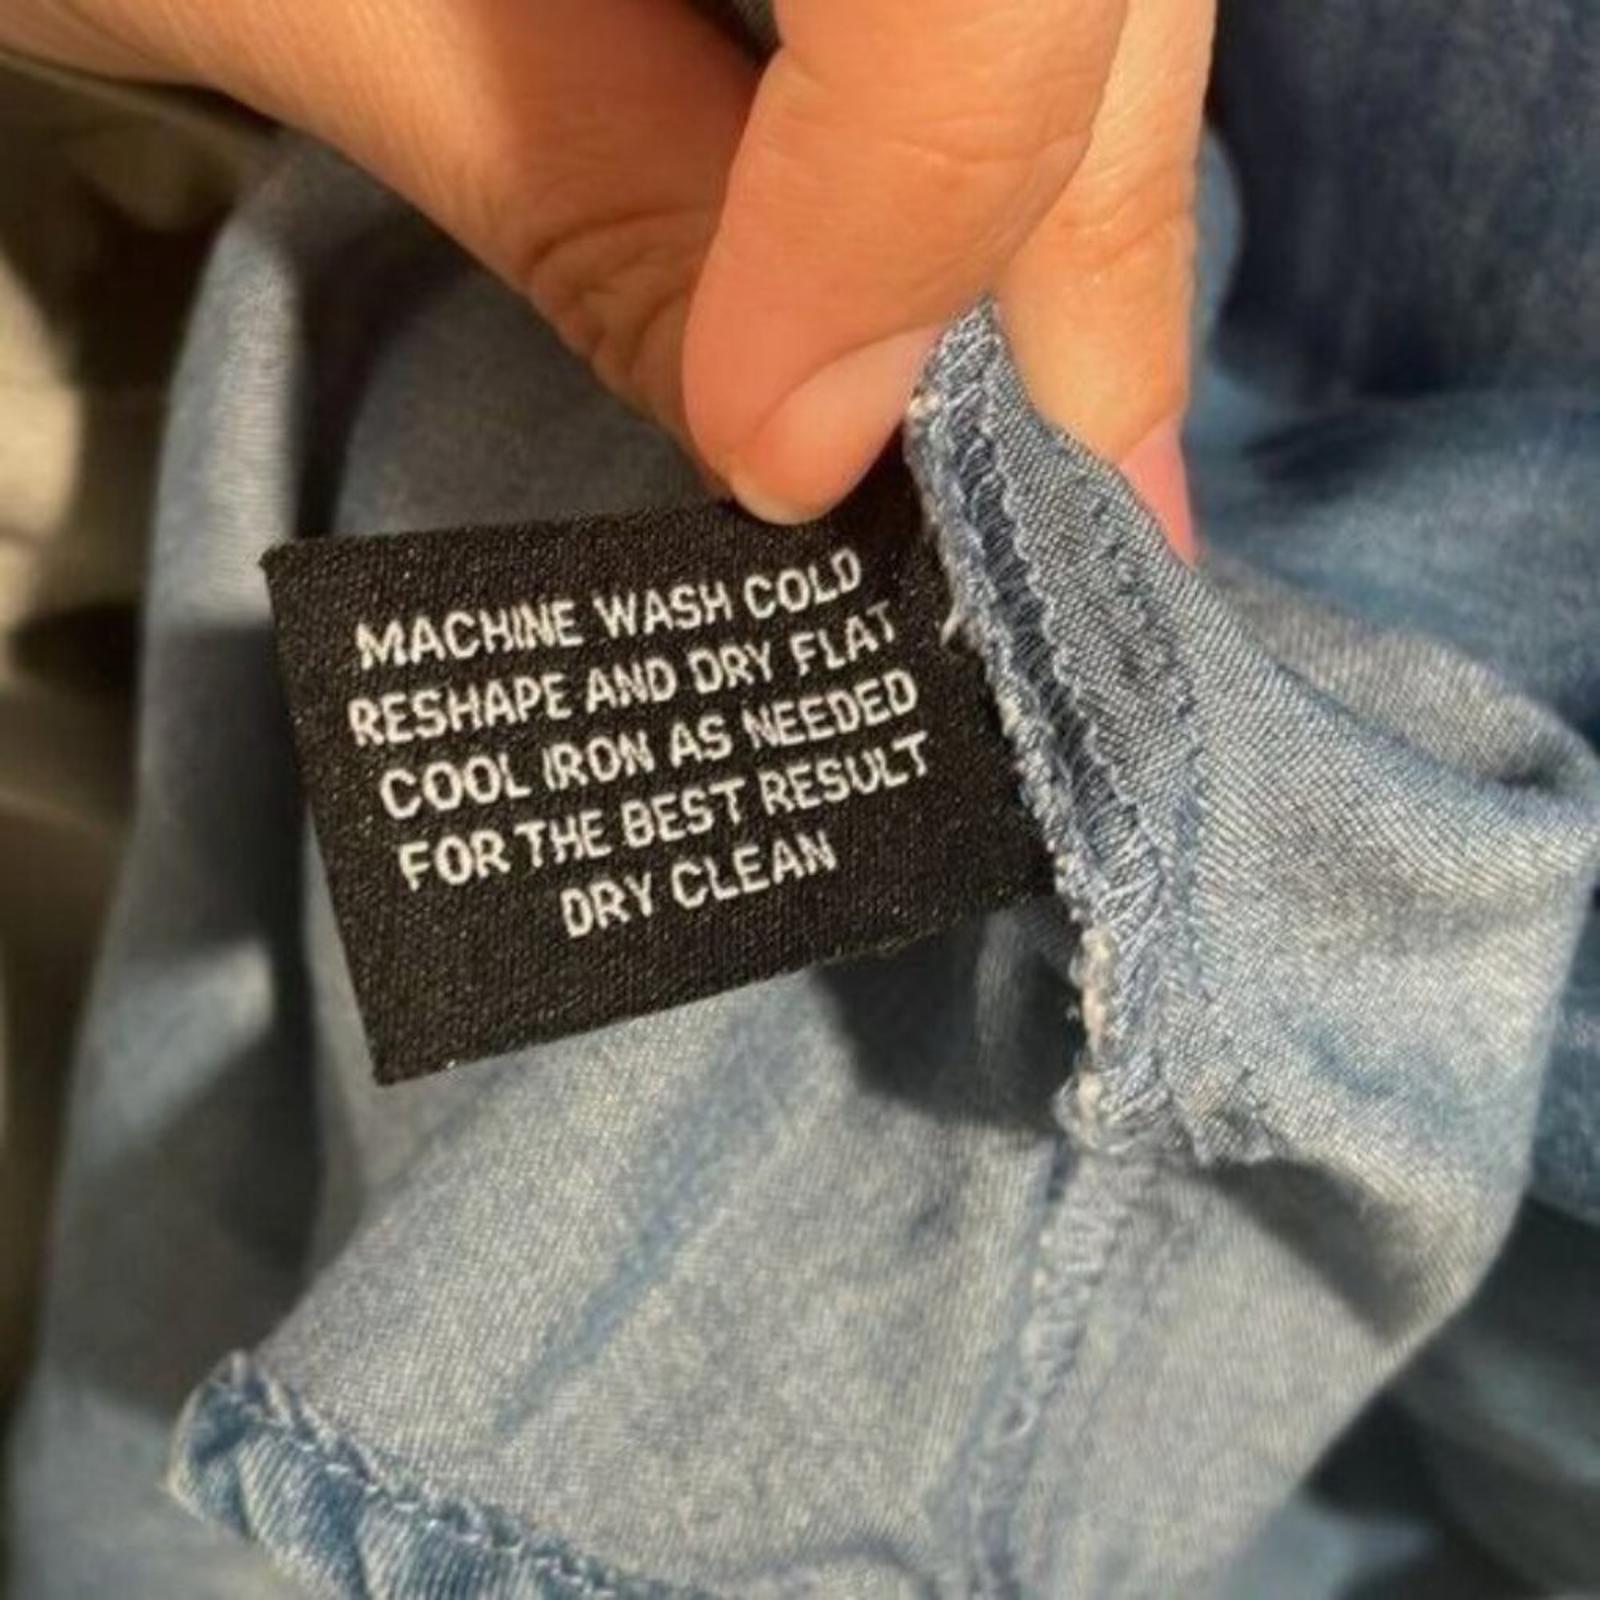 MACHINE WASH COLD
RESHAPE AND DRY FLAT
COOL IRON AS NEEDED
FOR THE BEST RESULT
DRY CLEAN